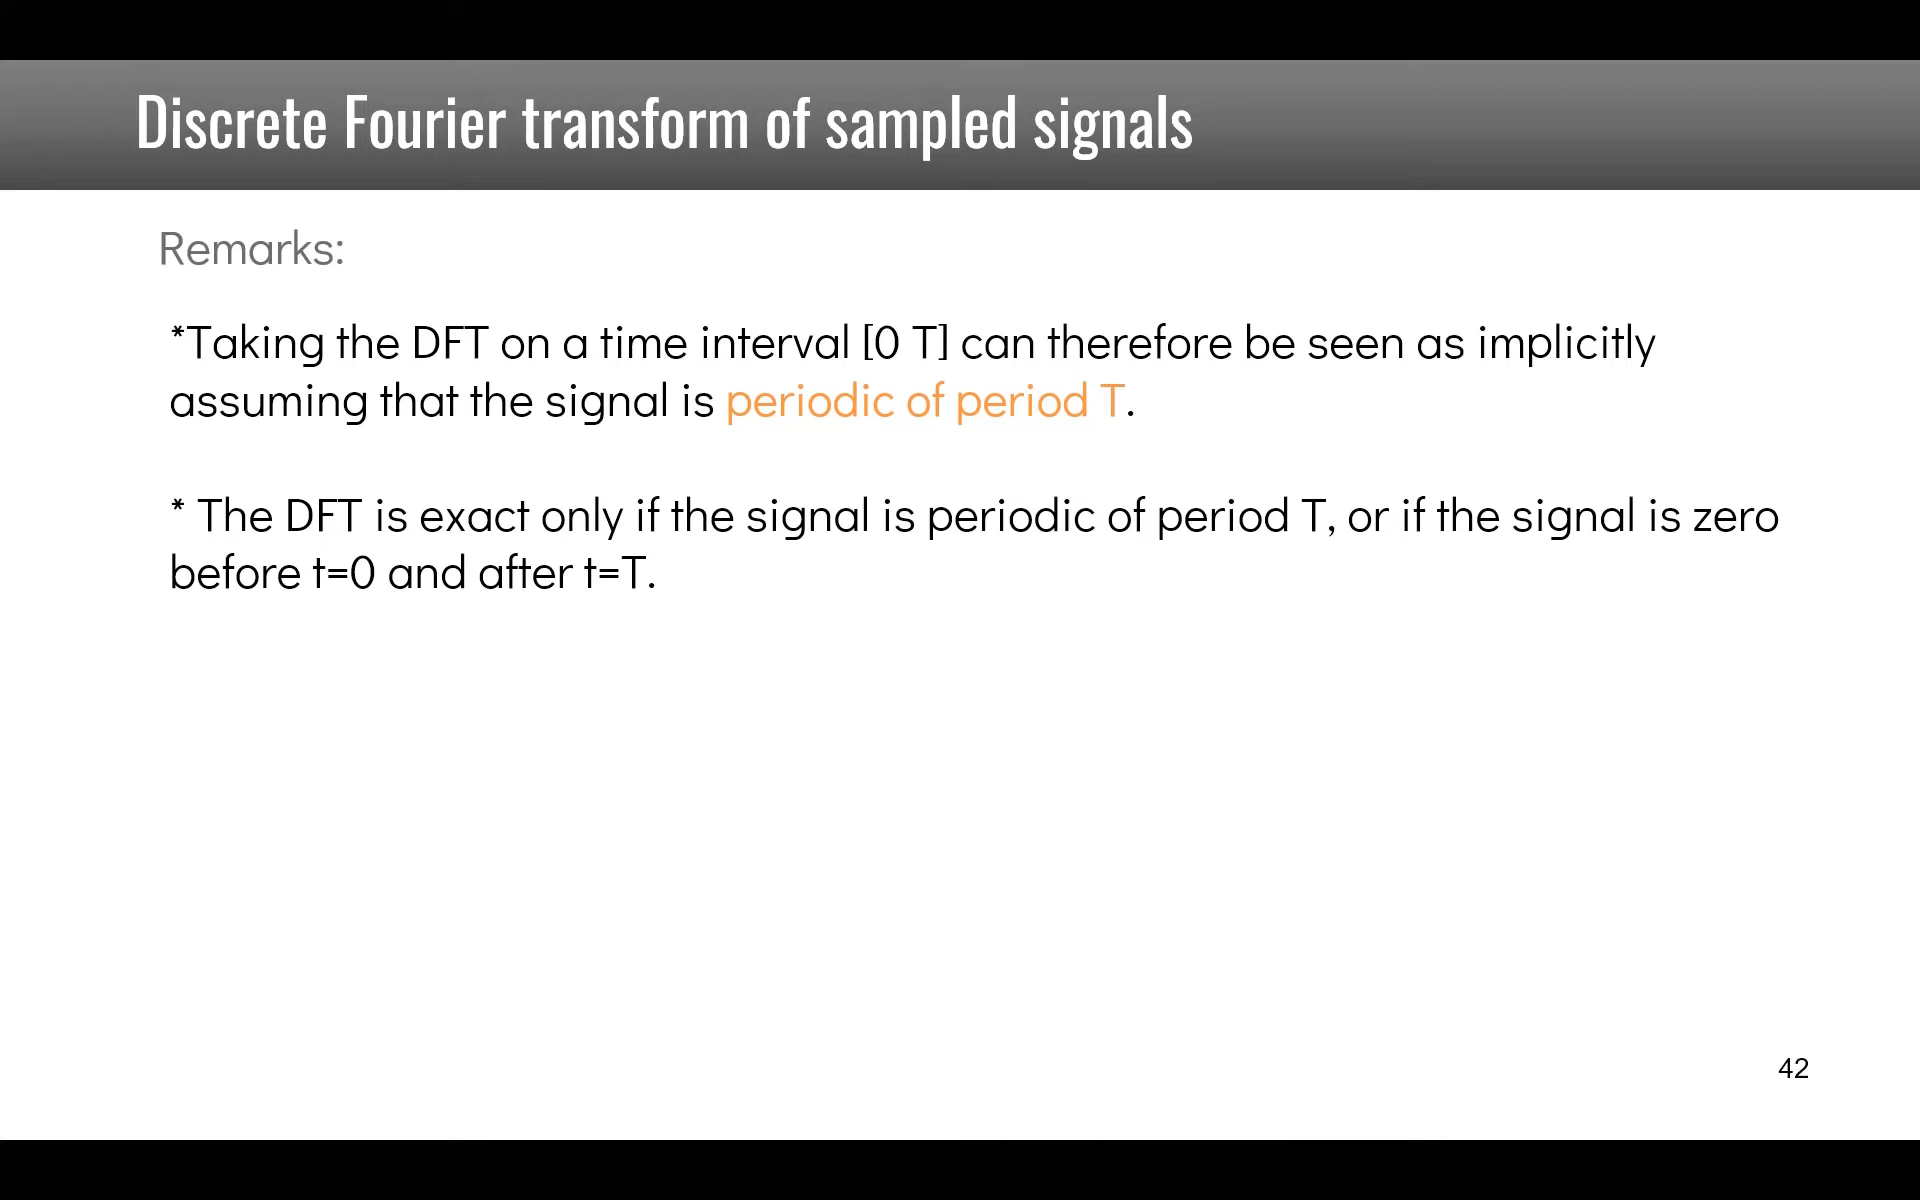 Discrete Fourier transform of sampled signals
Remarks:
*Taking the DFT on a time interval [0 T] can therefore be seen as implicitly
assuming that the signal is periodic of period T.
* The DFT is exact only if the signal is periodic of period T, or if the signal is zero
before t=0 and after t=T.
42